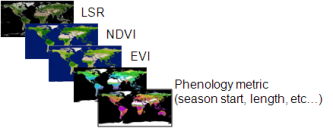 LSR
NDVI
EVI
Phenology metric
(season start, length, etc…)